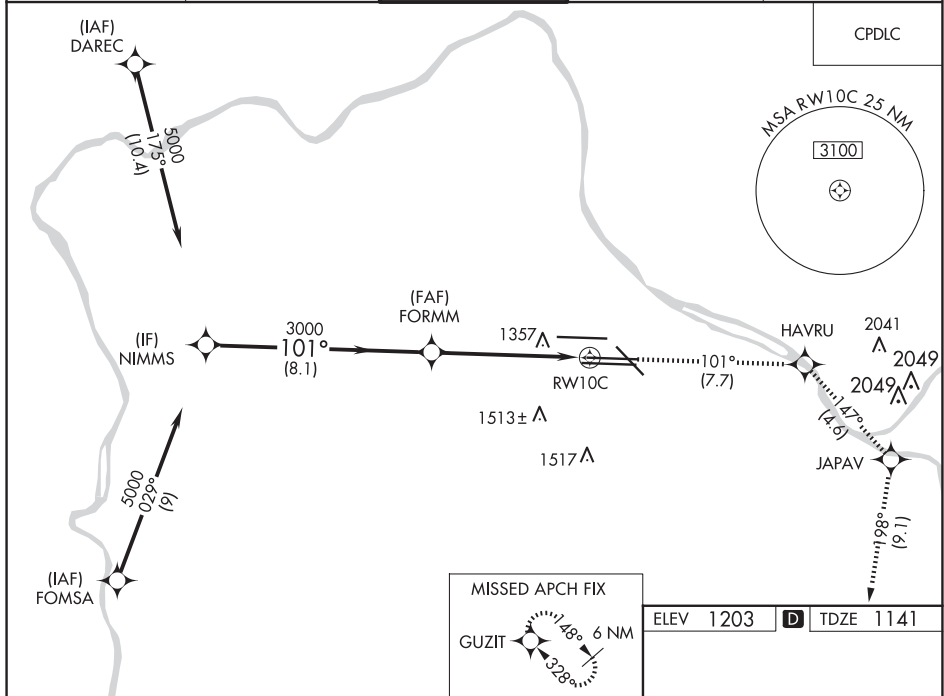 (IAF)
DAREC
5000
175°
(10.4)
CPDLC
MSA RW10C 25 NM
3100
(IF)
NIMMS
3000
101°
(8.1)
(FAF)
FORMM
1357
RW10C
101°
(7.7)
HAVRU
2041
2049
2049
147°
(4.6)
JAPAV
1513±
1517
5000
029°
(9)
(IAF)
FOMSA
198°
(9.1)
MISSED APCH FIX
GUZIT
148°
6 NM
328°
ELEV 1203 D TDZE 1141